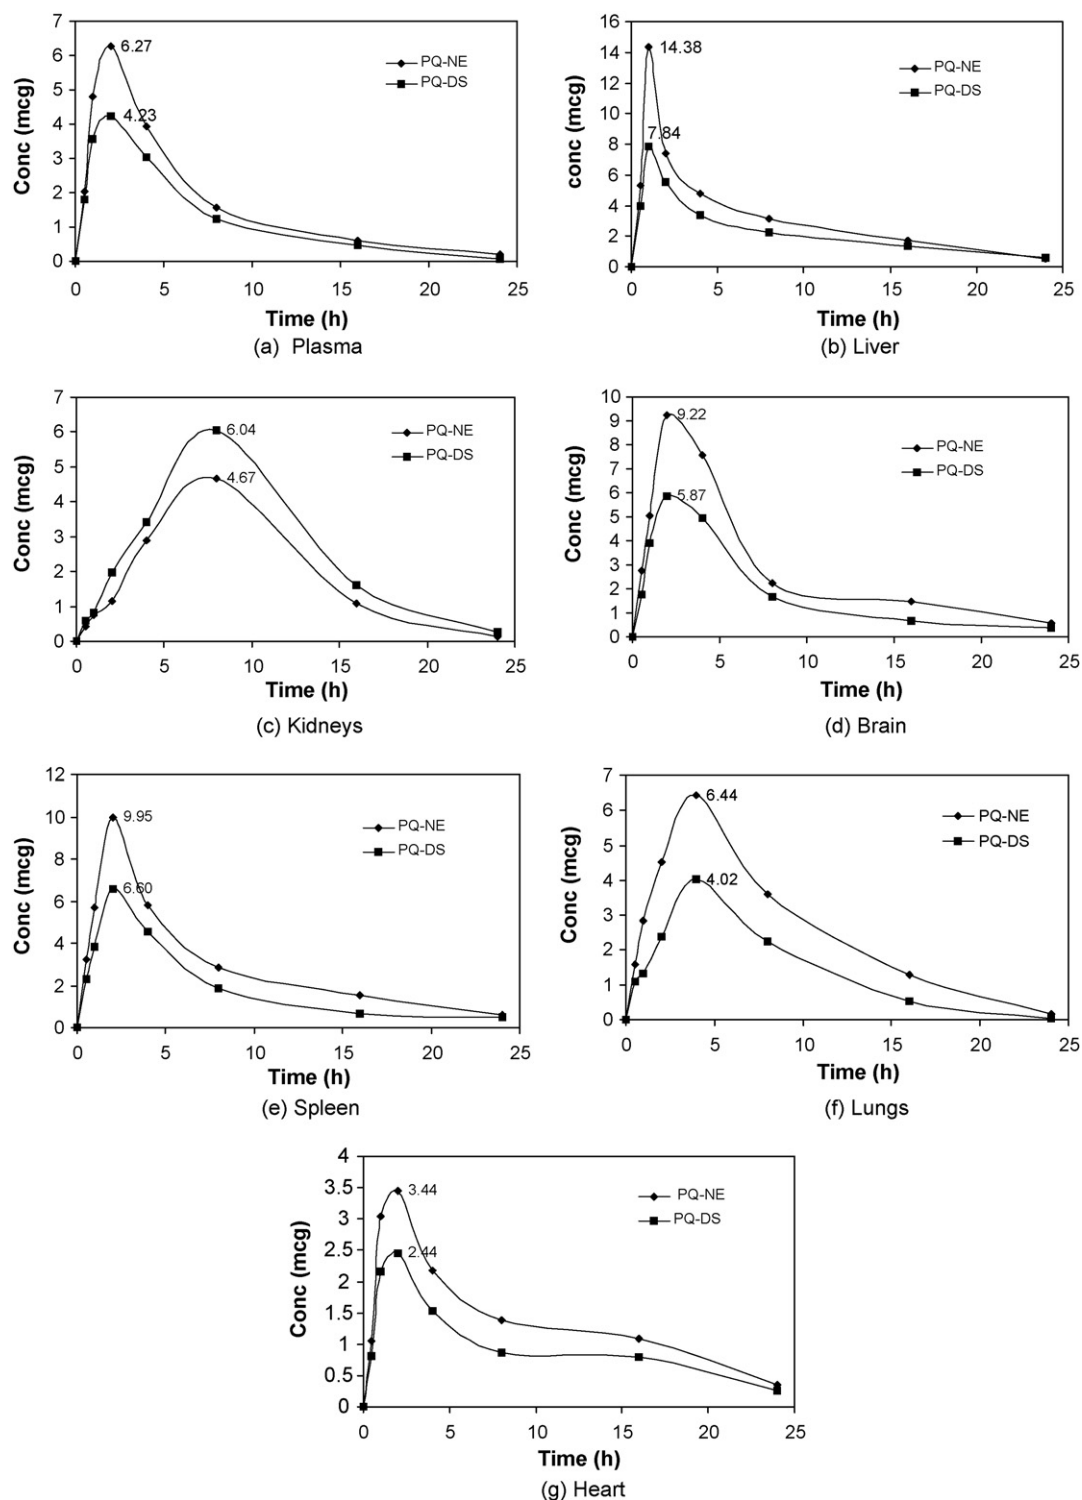 7
6
5
4
3
2
1
0
Conc (mcg)
6.27
4.23
PQ-NE
PQ-DS
0 5 10 15 20 25
Time (h)
(a) Plasma
16
14
12
10
8
6
4
2
0
conc (mcg)
14.38
7.84
PQ-NE
PQ-DS
0 5 10 15 20 25
Time (h)
(b) Liver
7
6
5
4
3
2
1
0
Conc (mcg)
6.04
4.67
PQ-NE
PQ-DS
0 5 10 15 20 25
Time (h)
(c) Kidneys
10
9
8
7
6
5
4
3
2
1
0
Conc (mcg)
9.22
5.87
PQ-NE
PQ-DS
0 5 10 15 20 25
Time (h)
(d) Brain
12
10
8
6
4
2
0
Conc (mcg)
9.95
6.60
PQ-NE
PQ-DS
0 5 10 15 20 25
Time (h)
(e) Spleen
7
6
5
4
3
2
1
0
Conc (mcg)
6.44
4.02
PQ-NE
PQ-DS
0 5 10 15 20 25
Time (h)
(f) Lungs
4
3.5
3
2.5
2
1.5
1
0.5
0
Conc (mcg)
3.44
2.44
PQ-NE
PQ-DS
0 5 10 15 20 25
Time (h)
(g) Heart